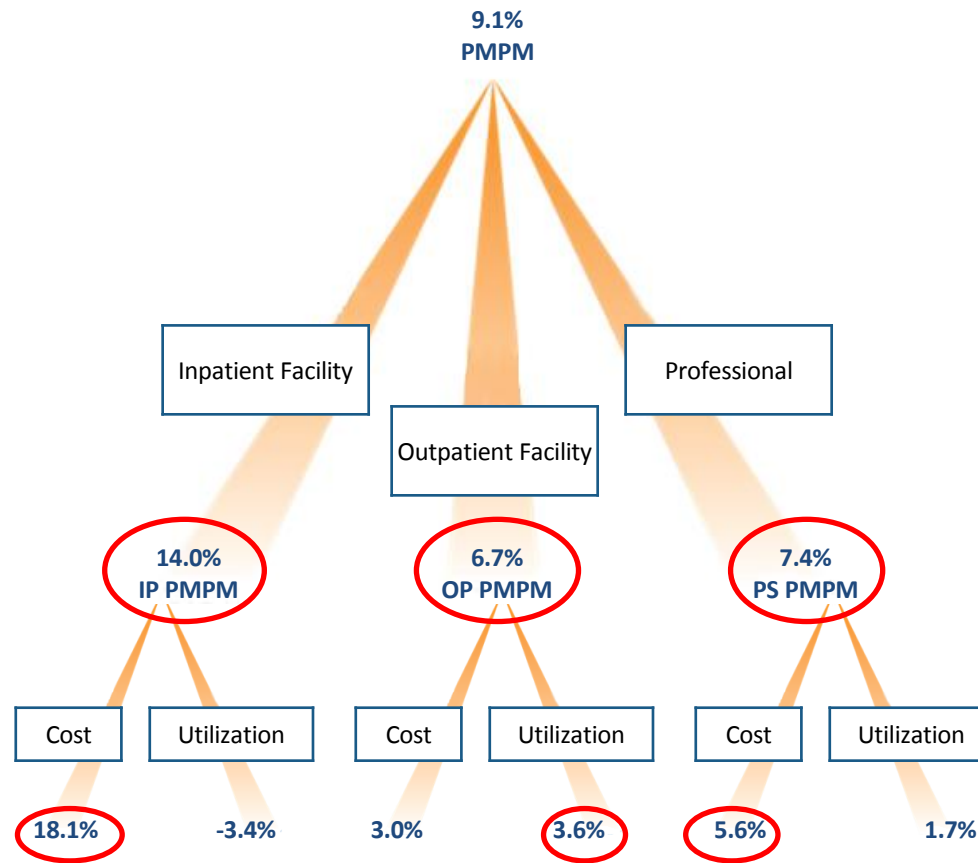 9.1%
PMPM
Inpatient Facility
Professional
Outpatient Facility
14.0%
IP PMPM
6.7%
OP PMPM
7.4%
PS PMPM
Cost
Utilization
Cost
Utilization
Cost
Utilization
18.1%
-3.4%
3.0%
3.6%
5.6%
1.7%